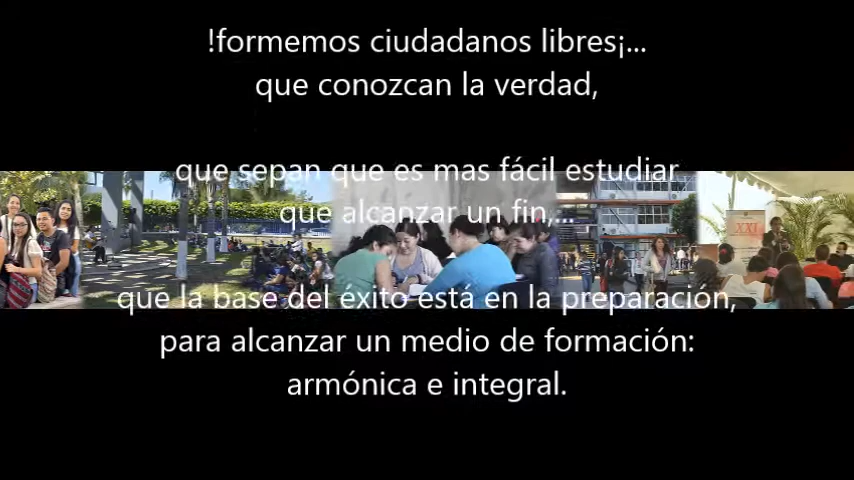 !formemos ciudadanos libres¡...
que conozcan la verdad,
que sepan que es mas fácil estudiar
que alcanzar un fin,...
XXI
que la base del éxito está en la preparación,
para alcanzar un medio de formación:
armónica e integral.